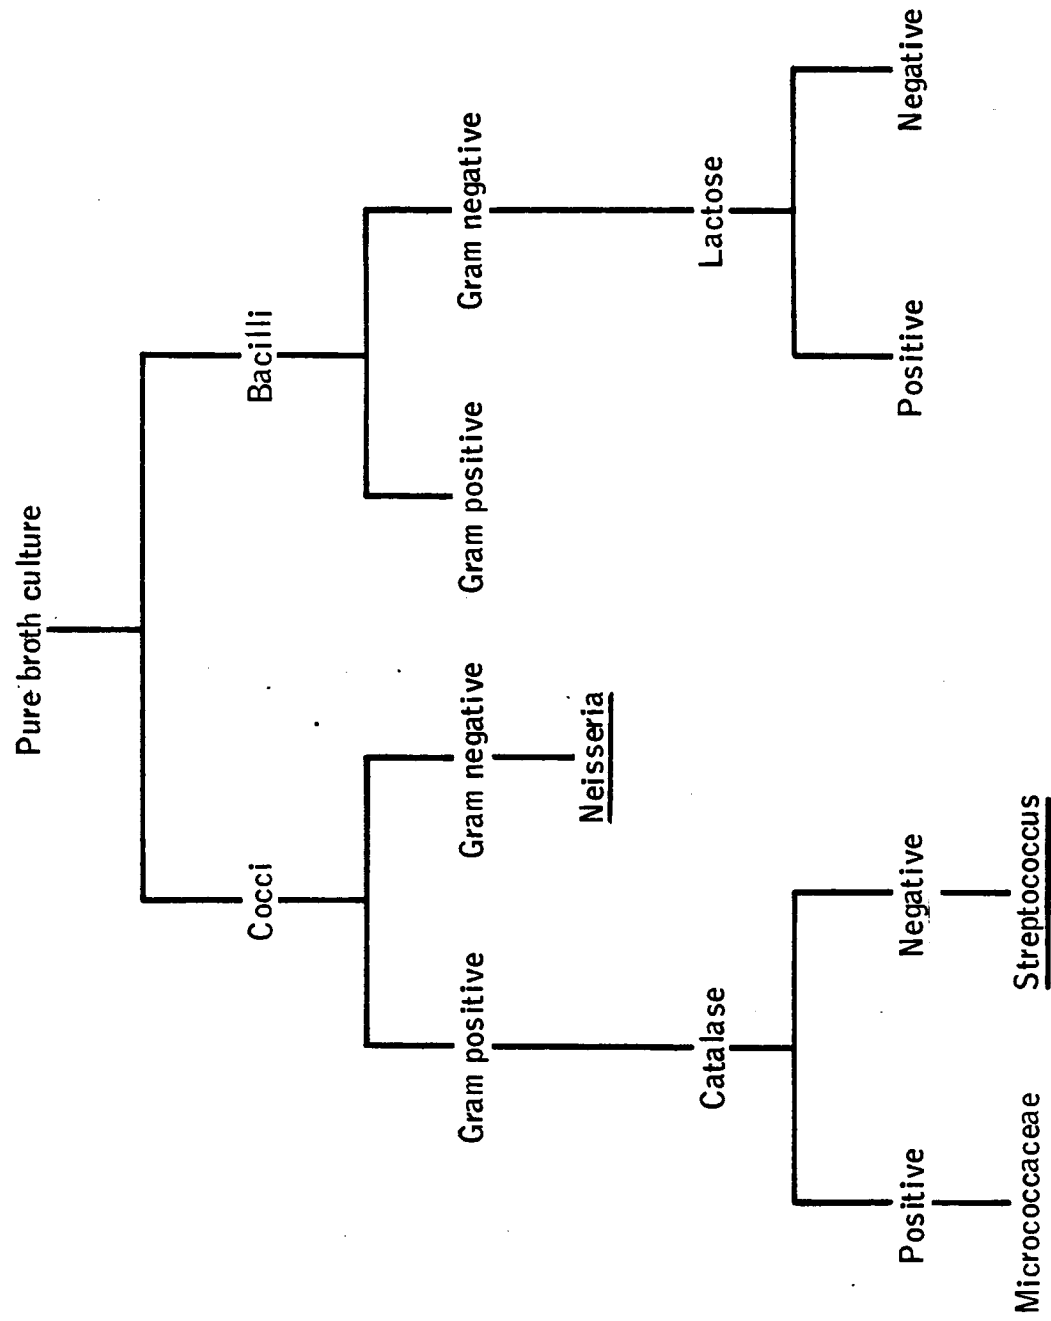 Pure broth culture
Cocci
Bacilli
Gram positive
Gram negative
Gram positive
Gram negative
Neisseria
Catalase
Lactose
Positive
Negative
Positive
Negative
Micrococcaceae
Streptococcus